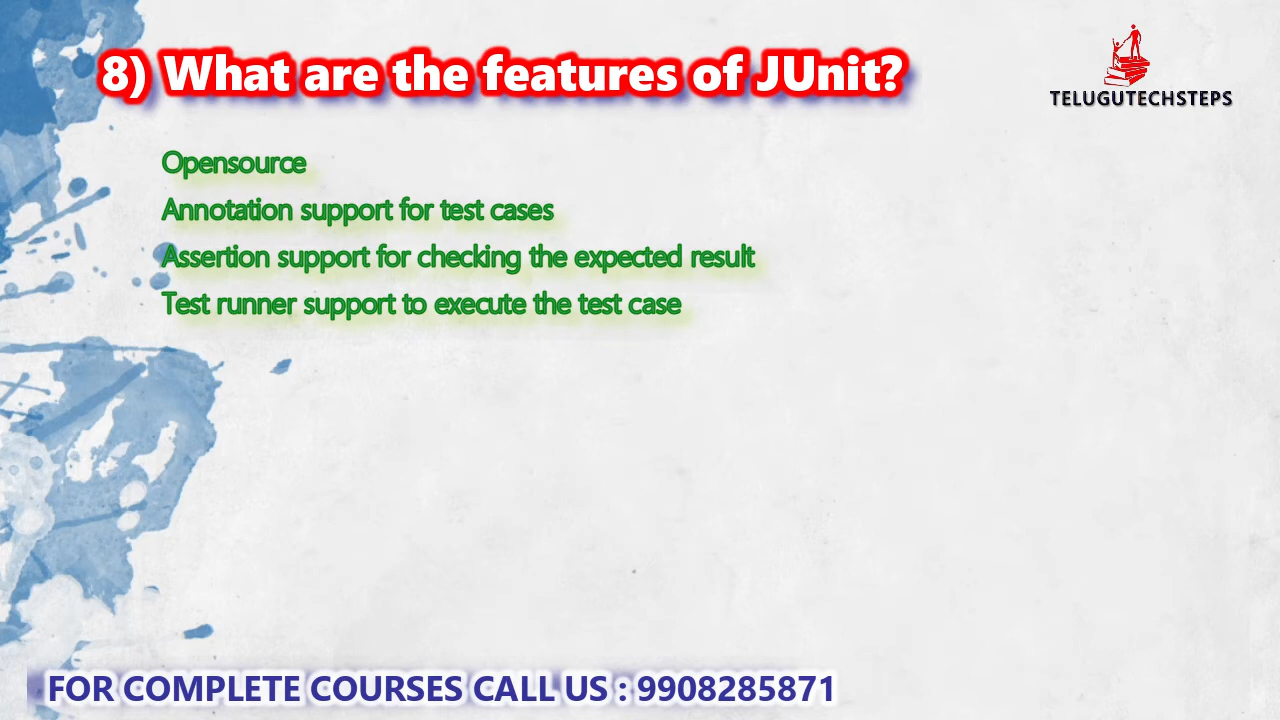 8) What are the features of JUnit?
TELUGUTECHSTEPS
Opensource
Annotation support for test cases
Assertion support for checking the expected result
Test runner support to execute the test case
FOR COMPLETE COURSES CALL US : 9908285871